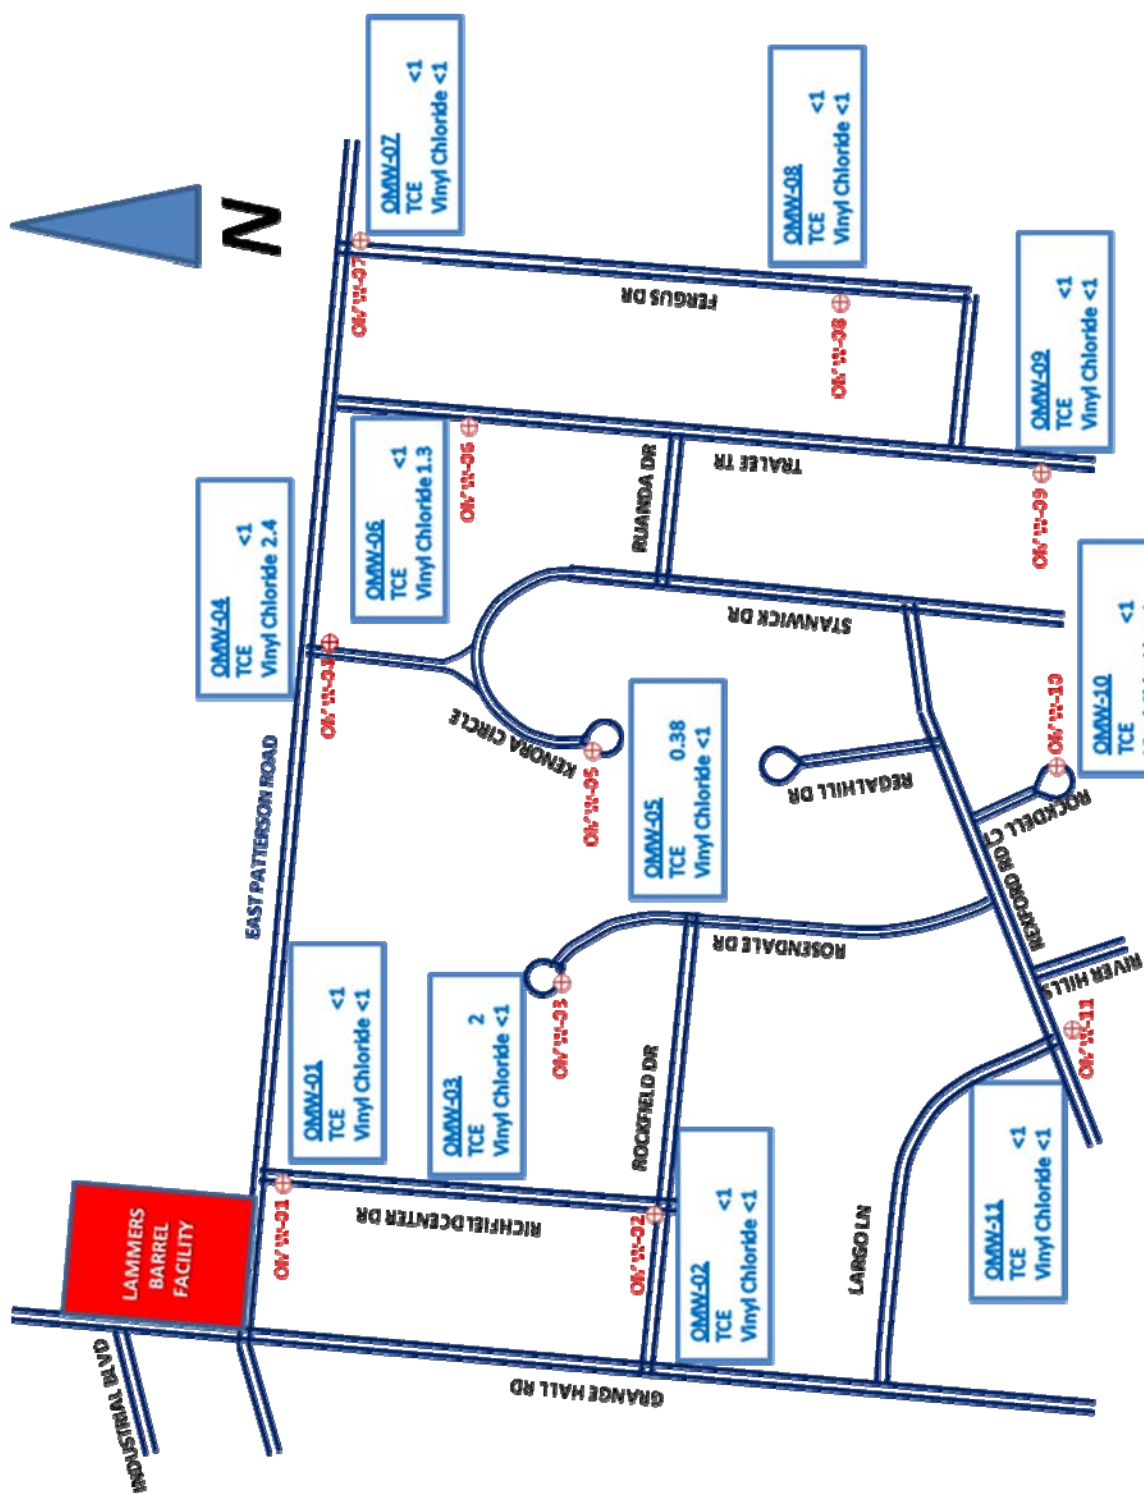 N
OMW-07
TCE <1
Vinyl Chloride <1
OMW-08
TCE <1
Vinyl Chloride <1
OMW-09
TCE <1
Vinyl Chloride <1
OMW-04
TCE <1
Vinyl Chloride 2.4
OMW-06
TCE <1
Vinyl Chloride 1.3
OMW-05
TCE 0.38
Vinyl Chloride <1
OMW-10
TCE <1
OMW-01
TCE <1
Vinyl Chloride <1
OMW-03
TCE 2
Vinyl Chloride <1
OMW-02
TCE <1
Vinyl Chloride <1
OMW-11
TCE <1
Vinyl Chloride <1
LAMMERS
BARREL
FACILITY
INDUSTRIAL BLVD
EAST PATTERSON ROAD
GRANGE HALL RD
RICHFIELDCENTER DR
ROCKFIELD DR
ROSENDALE DR
LARGO LN
KENORA CIRCLE
STANWICK DR
RUANDA DR
TRALEE TR
FERGUS DR
REGALHILL DR
ROCKDELL CT
REXFORD RD
RIVER HILLS
OMW-01
OMW-02
OMW-03
OMW-04
OMW-05
OMW-06
OMW-07
OMW-08
OMW-09
OMW-10
OMW-11